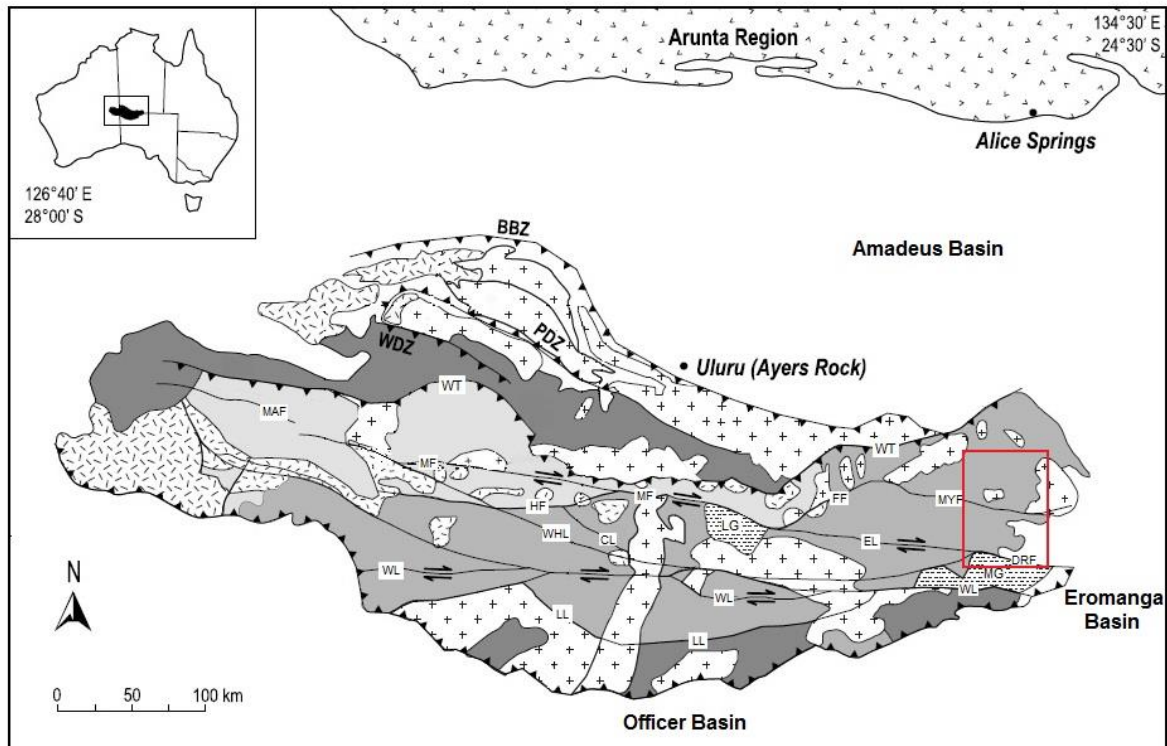 134°30' E
24°30' S
Arunta Region
Alice Springs
126°40' E
28°00' S
BBZ
Amadeus Basin
PDZ
WDZ
Uluru (Ayers Rock)
WT
WT
MAF
MF
MF
FF
MYF
HF
LG
WHL
CL
EL
DRF
MG
WL
WL
WL
LL
LL
Eromanga
Basin
N
0 50 100 km
Officer Basin